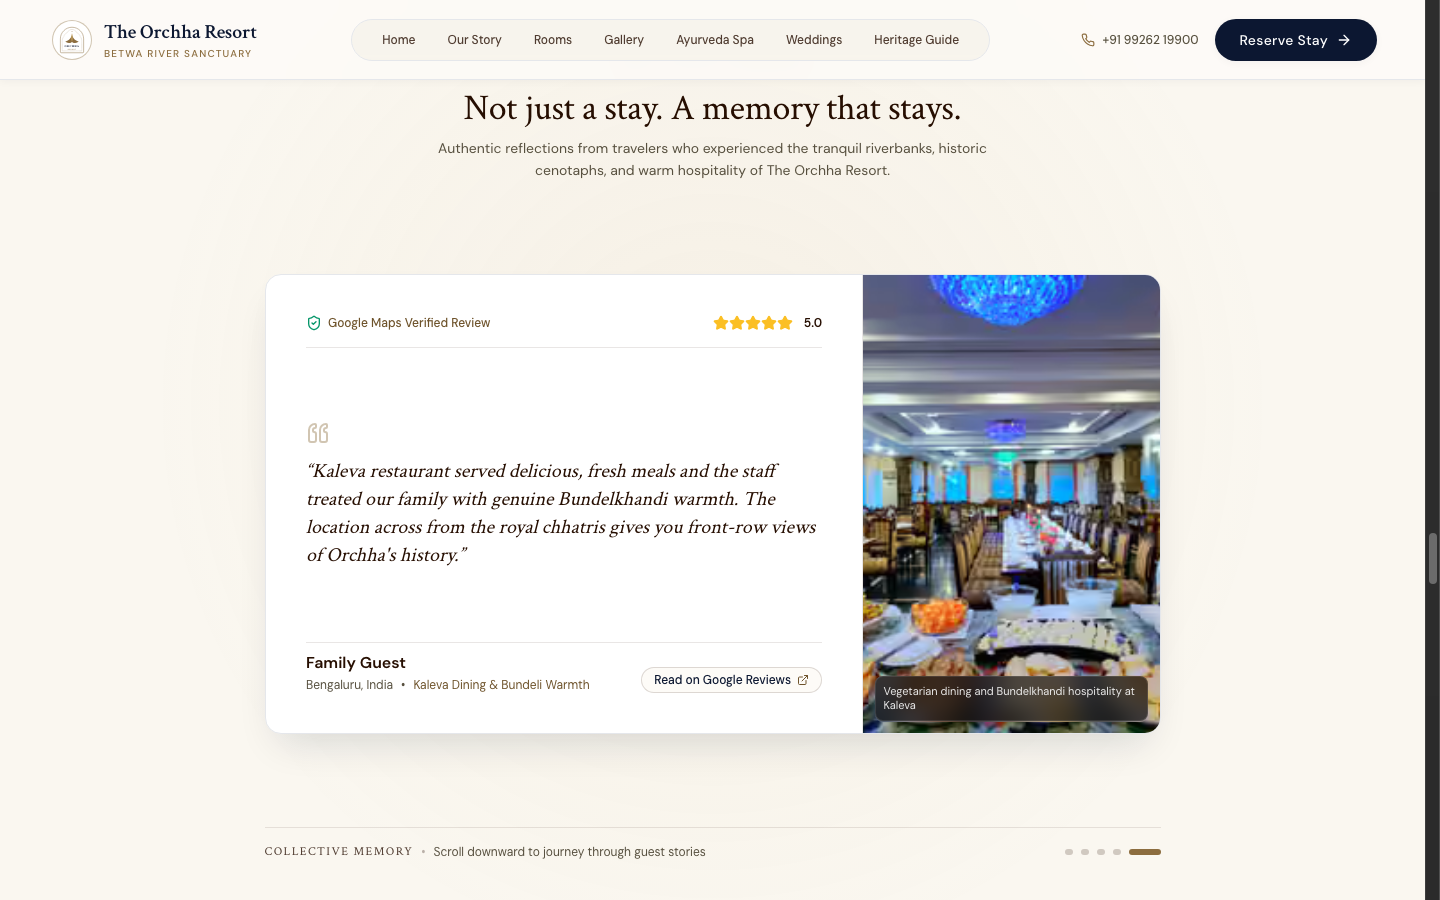 The Orchha Resort
BETWA RIVER SANCTUARY
Home
Our Story
Rooms
Gallery
Ayurveda Spa
Weddings
Heritage Guide
+91 99262 19900
Reserve Stay
Not just a stay. A memory that stays.
Authentic reflections from travelers who experienced the tranquil riverbanks, historic
cenotaphs, and warm hospitality of The Orchha Resort.
Google Maps Verified Review
5.0
“Kaleva restaurant served delicious, fresh meals and the staff
treated our family with genuine Bundelkhandi warmth. The
location across from the royal chhatris gives you front-row views
of Orchha's history.”
Family Guest
Bengaluru, India • Kaleva Dining & Bundeli Warmth
Read on Google Reviews
Vegetarian dining and Bundelkhandi hospitality at
Kaleva
COLLECTIVE MEMORY • Scroll downward to journey through guest stories